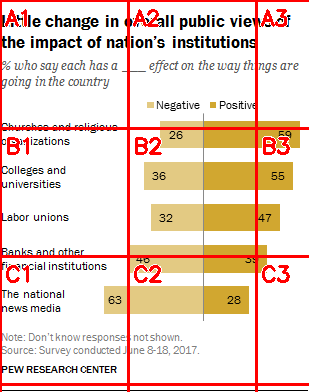 A1
A2
A3
Little change in overall public views of
the impact of nation's institutions
% who say each has a ____ effect on the way things are
going in the country
Negative Positive
Churches and religious
organizations
26 59
B1
B2
B3
Colleges and
universities
36 55
Labor unions
32 47
Banks and other
financial institutions
46
C1
C2
C3
The national
news media
63 28
Note: Don't know responses not shown.
Source: Survey conducted June 8-18, 2017.
PEW RESEARCH CENTER